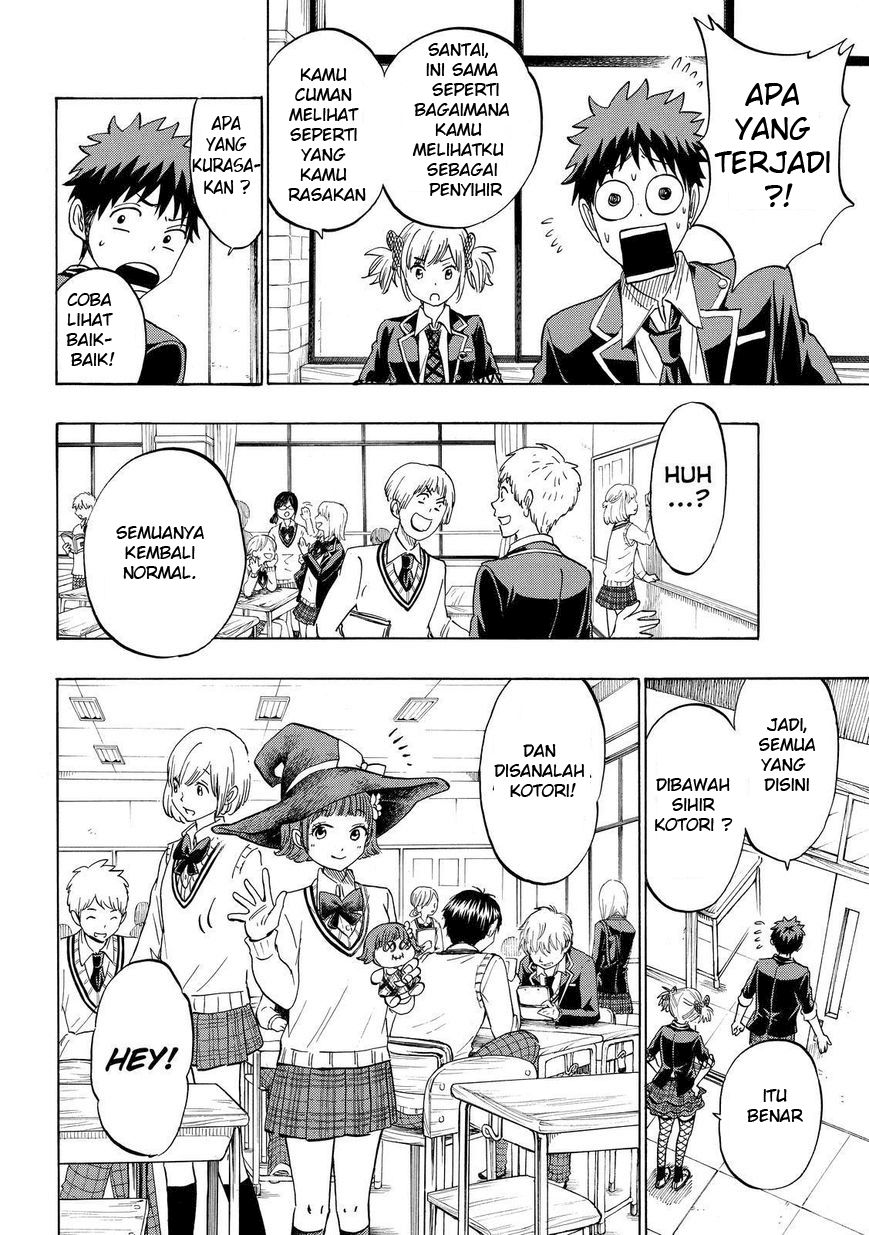 APA
YANG
TERJADI
?!
SANTAI,
INI SAMA
SEPERTI
BAGAIMANA
KAMU
MELIHATKU
SEBAGAI
PENYIHIR
KAMU
CUMAN
MELIHAT
SEPERTI
YANG
KAMU
RASAKAN
APA
YANG
KURASA-
KAN ?
COBA
LIHAT
BAIK-
BAIK!
HUH
...?
SEMUANYA
KEMBALI
NORMAL.
JADI,
SEMUA
YANG
DISINI
DIBAWAH
SIHIR
KOTORI ?
ITU
BENAR
DAN
DISANALAH
KOTORI!
HEY!